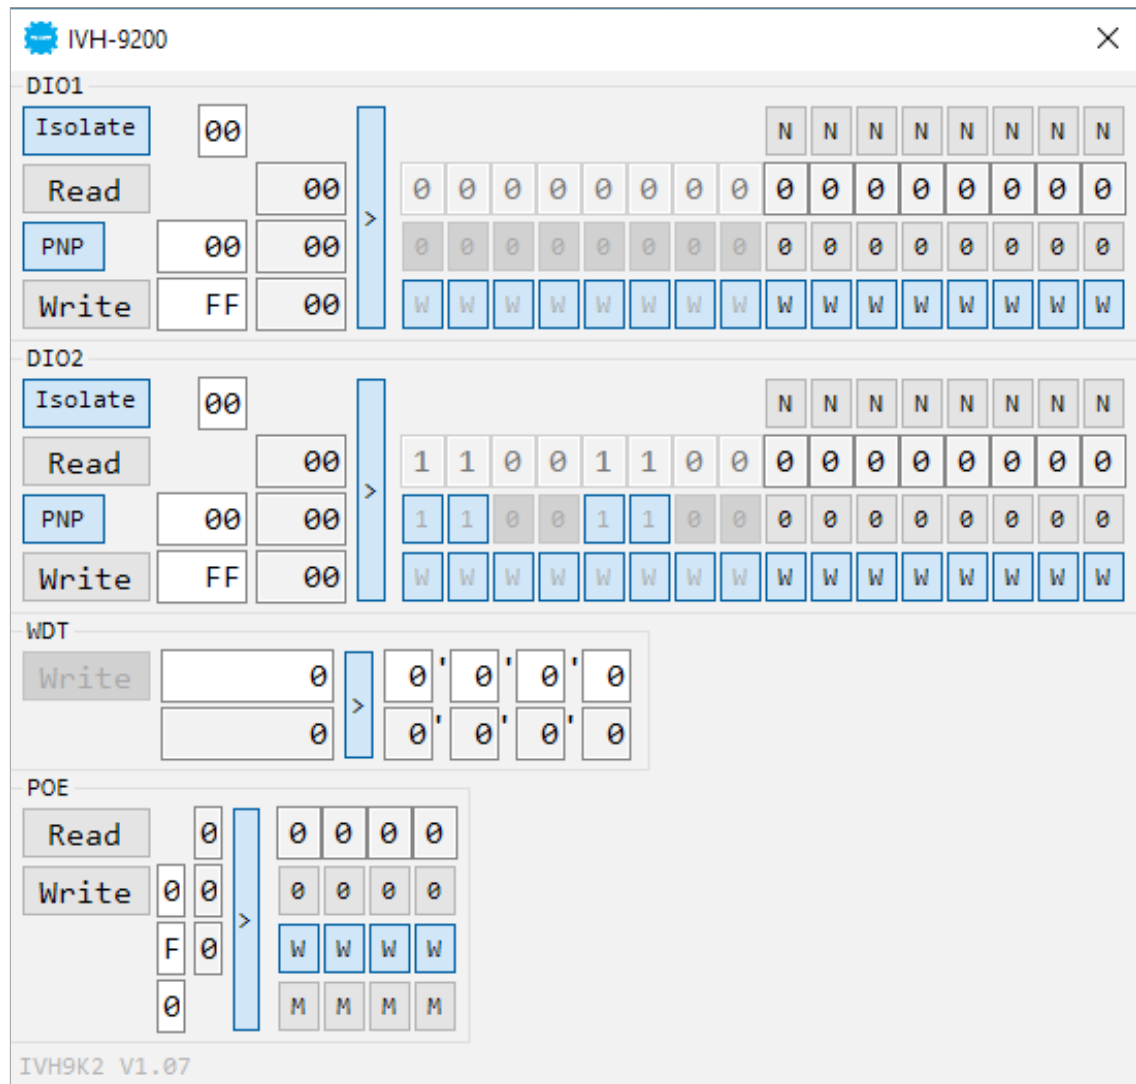 IVH-9200
DIO1
Isolate 00 N N N N N N N N
Read 00 0 0 0 0 0 0 0 0 0 0 0 0 0 0 0 0
>
PNP 00 00 0 0 0 0 0 0 0 0 0 0 0 0 0 0 0 0
Write FF 00 W W W W W W W W W W W W W W W W
DIO2
Isolate 00 N N N N N N N N
Read 00 1 1 0 0 1 1 0 0 0 0 0 0 0 0 0 0
>
PNP 00 00 1 1 0 0 1 1 0 0 0 0 0 0 0 0 0 0
Write FF 00 W W W W W W W W W W W W W W W W
WDT
Write 0 0 ' 0 ' 0 ' 0
>
0 0 ' 0 ' 0 ' 0
POE
Read 0 0 0 0 0
Write 0 0 0 0 0 0
>
F 0 W W W W
0 M M M M
IVH9K2 V1.07